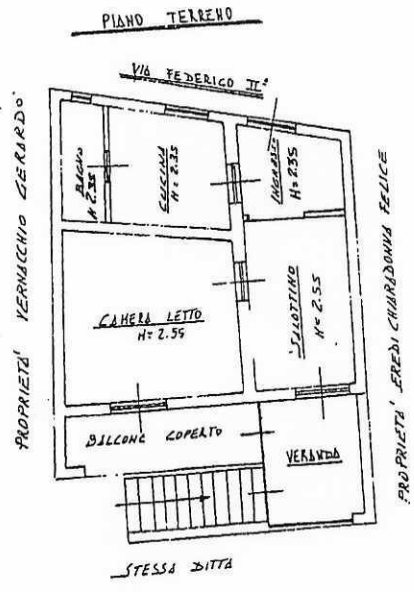 PIANO TERRENO
VIA FEDERICO II°
PROPRIETA' VERNACCHIO GERARDO
BAGNO
H 2.35
CUCINA
H = 2.35
INGRESSO
H= 2.35
CAMERA LETTO
H= 2.55
SALOTTINO
H = 2.55
PROPRIETA' EREDI CHIARADONNA FELICE
BALCONE COPERTO
VERANDA
STESSA DITTA